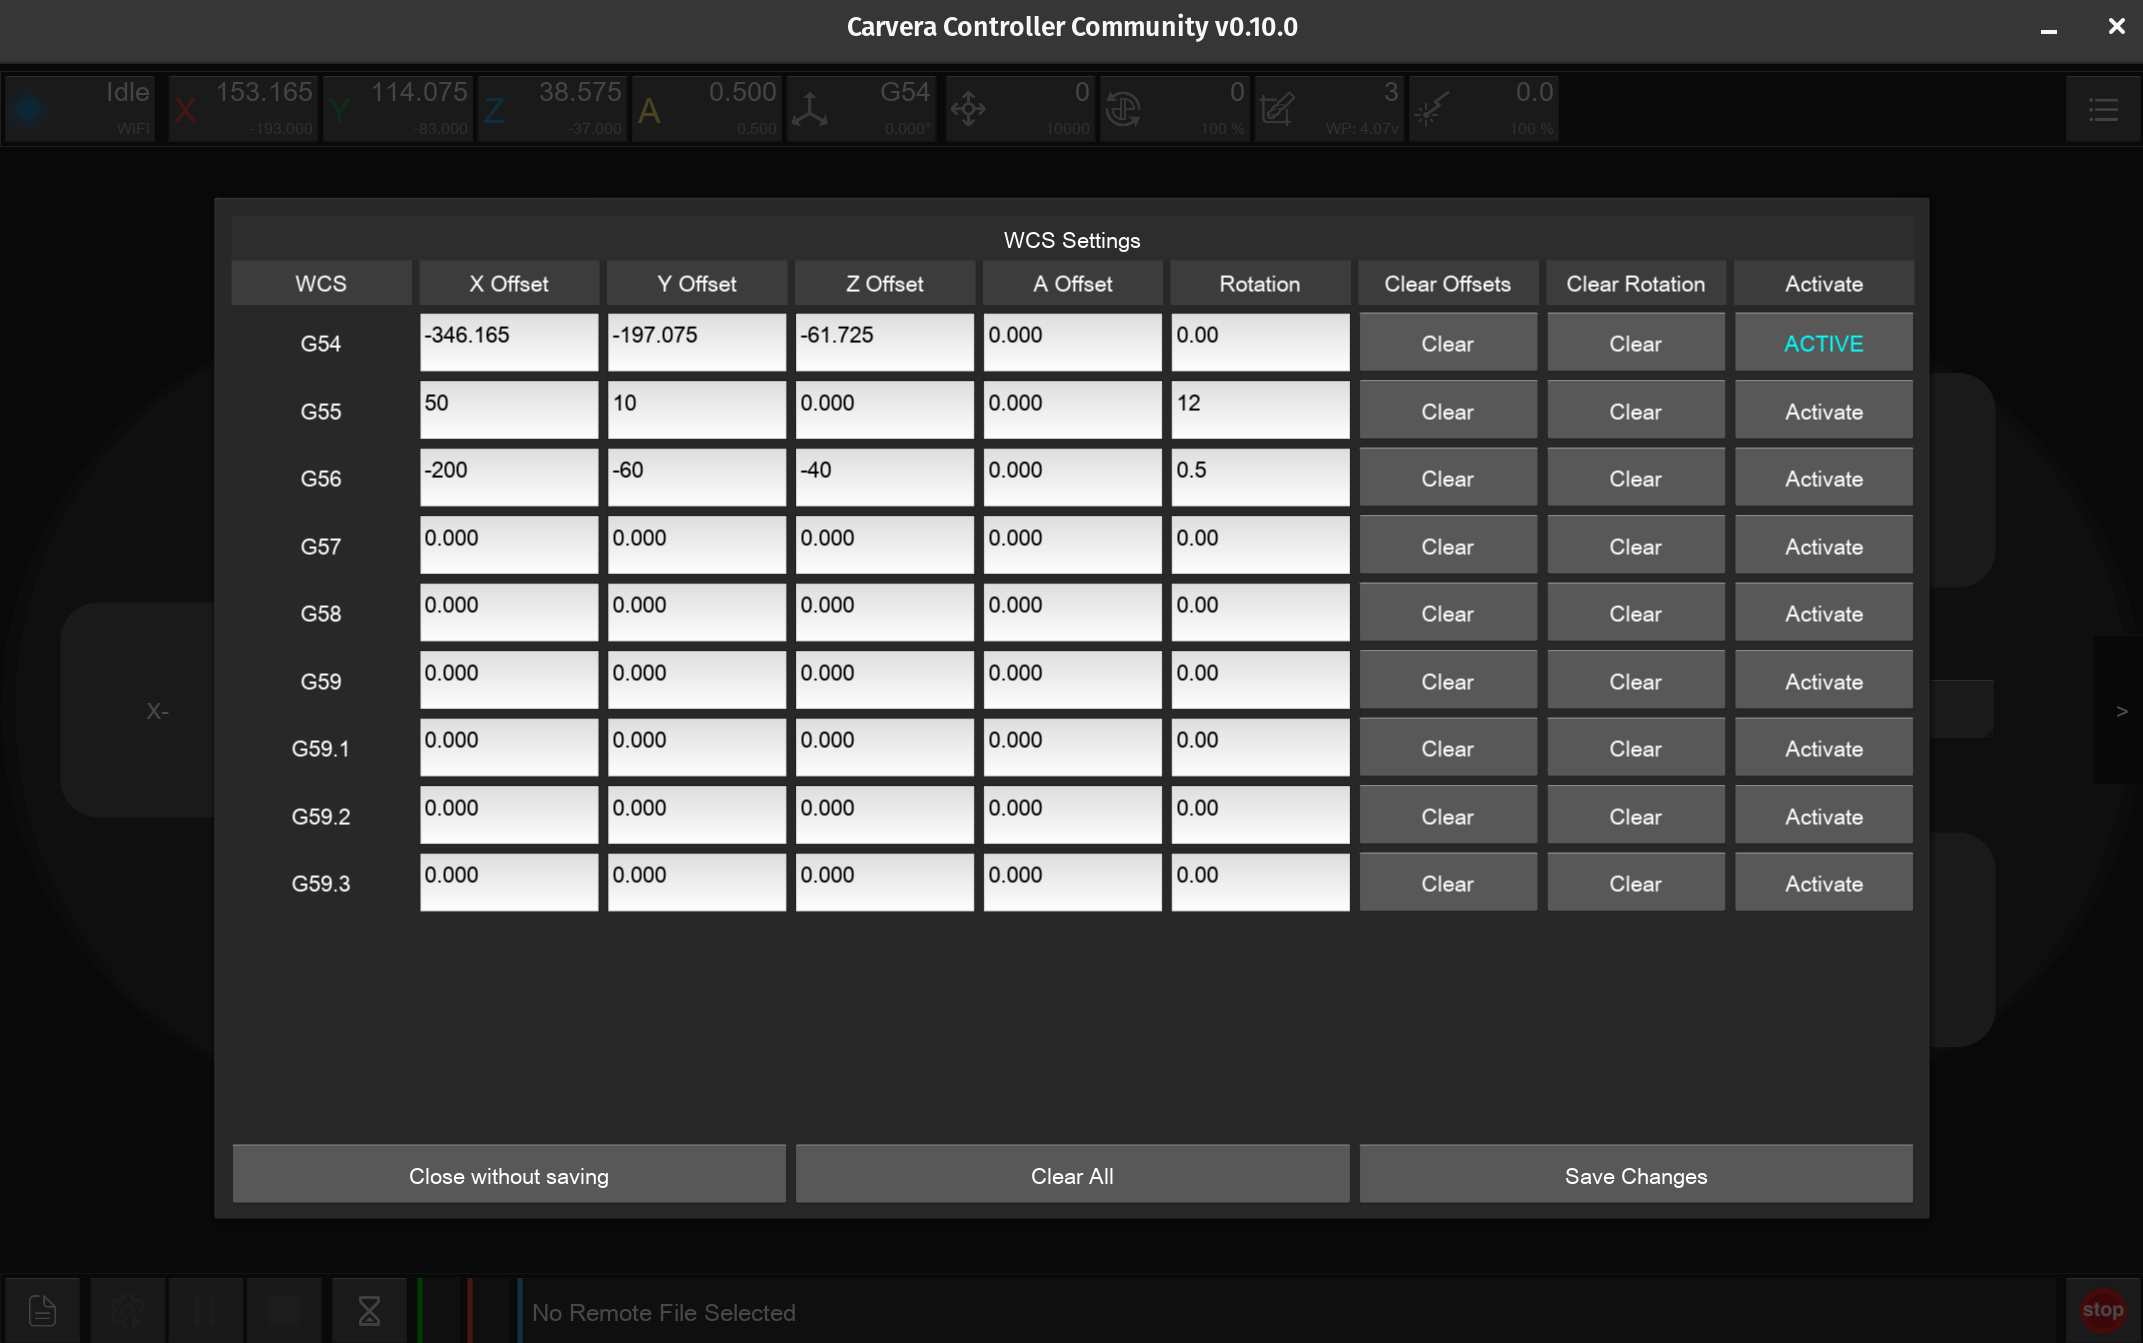 Carvera Controller Community v0.10.0
Idle X 153.165 Y 114.075 Z 38.575 A 0.500 G54 0 0 3 0.0
WiFi -193.000 -83.000 -37.000 0.500 0.000° 10000 100 % WP: 4.07v 100 %
WCS Settings
WCS X Offset Y Offset Z Offset A Offset Rotation Clear Offsets Clear Rotation Activate
G54 -346.165 -197.075 -61.725 0.000 0.00 Clear Clear ACTIVE
G55 50 10 0.000 0.000 12 Clear Clear Activate
G56 -200 -60 -40 0.000 0.5 Clear Clear Activate
G57 0.000 0.000 0.000 0.000 0.00 Clear Clear Activate
G58 0.000 0.000 0.000 0.000 0.00 Clear Clear Activate
G59 0.000 0.000 0.000 0.000 0.00 Clear Clear Activate
X- >
G59.1 0.000 0.000 0.000 0.000 0.00 Clear Clear Activate
G59.2 0.000 0.000 0.000 0.000 0.00 Clear Clear Activate
G59.3 0.000 0.000 0.000 0.000 0.00 Clear Clear Activate
Close without saving Clear All Save Changes
No Remote File Selected stop